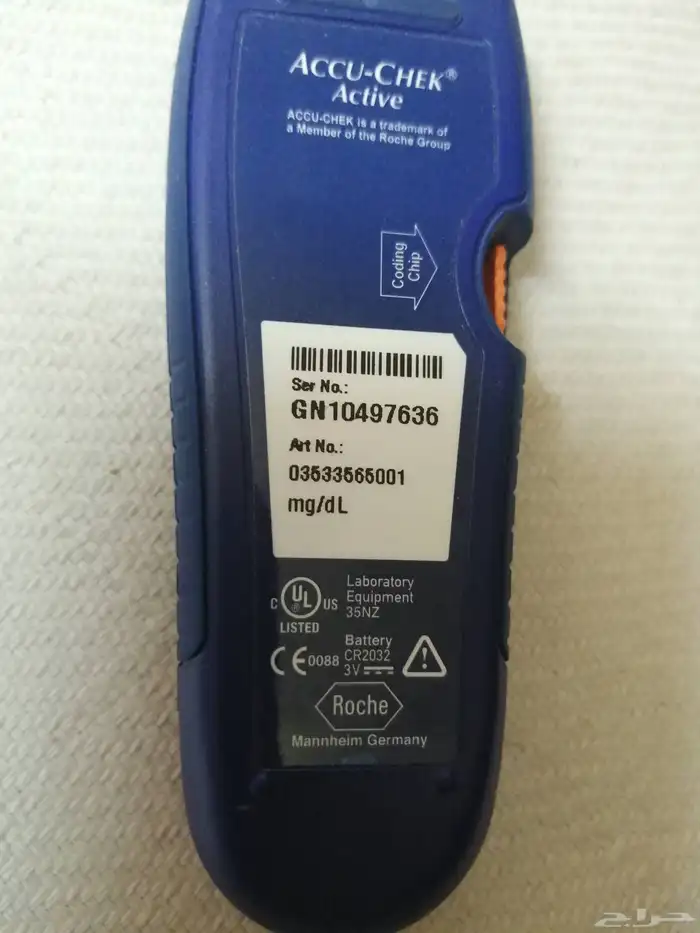 ACCU-CHEK®
Active
ACCU-CHEK is a trademark of
a Member of the Roche Group
Coding
Chip
Ser No.:
GN10497636
Art No.:
03533565001
mg/dL
C UL ® US
LISTED
Laboratory
Equipment
35NZ
CE0088
Battery
CR2032
3V
Roche
Mannheim Germany
حراج